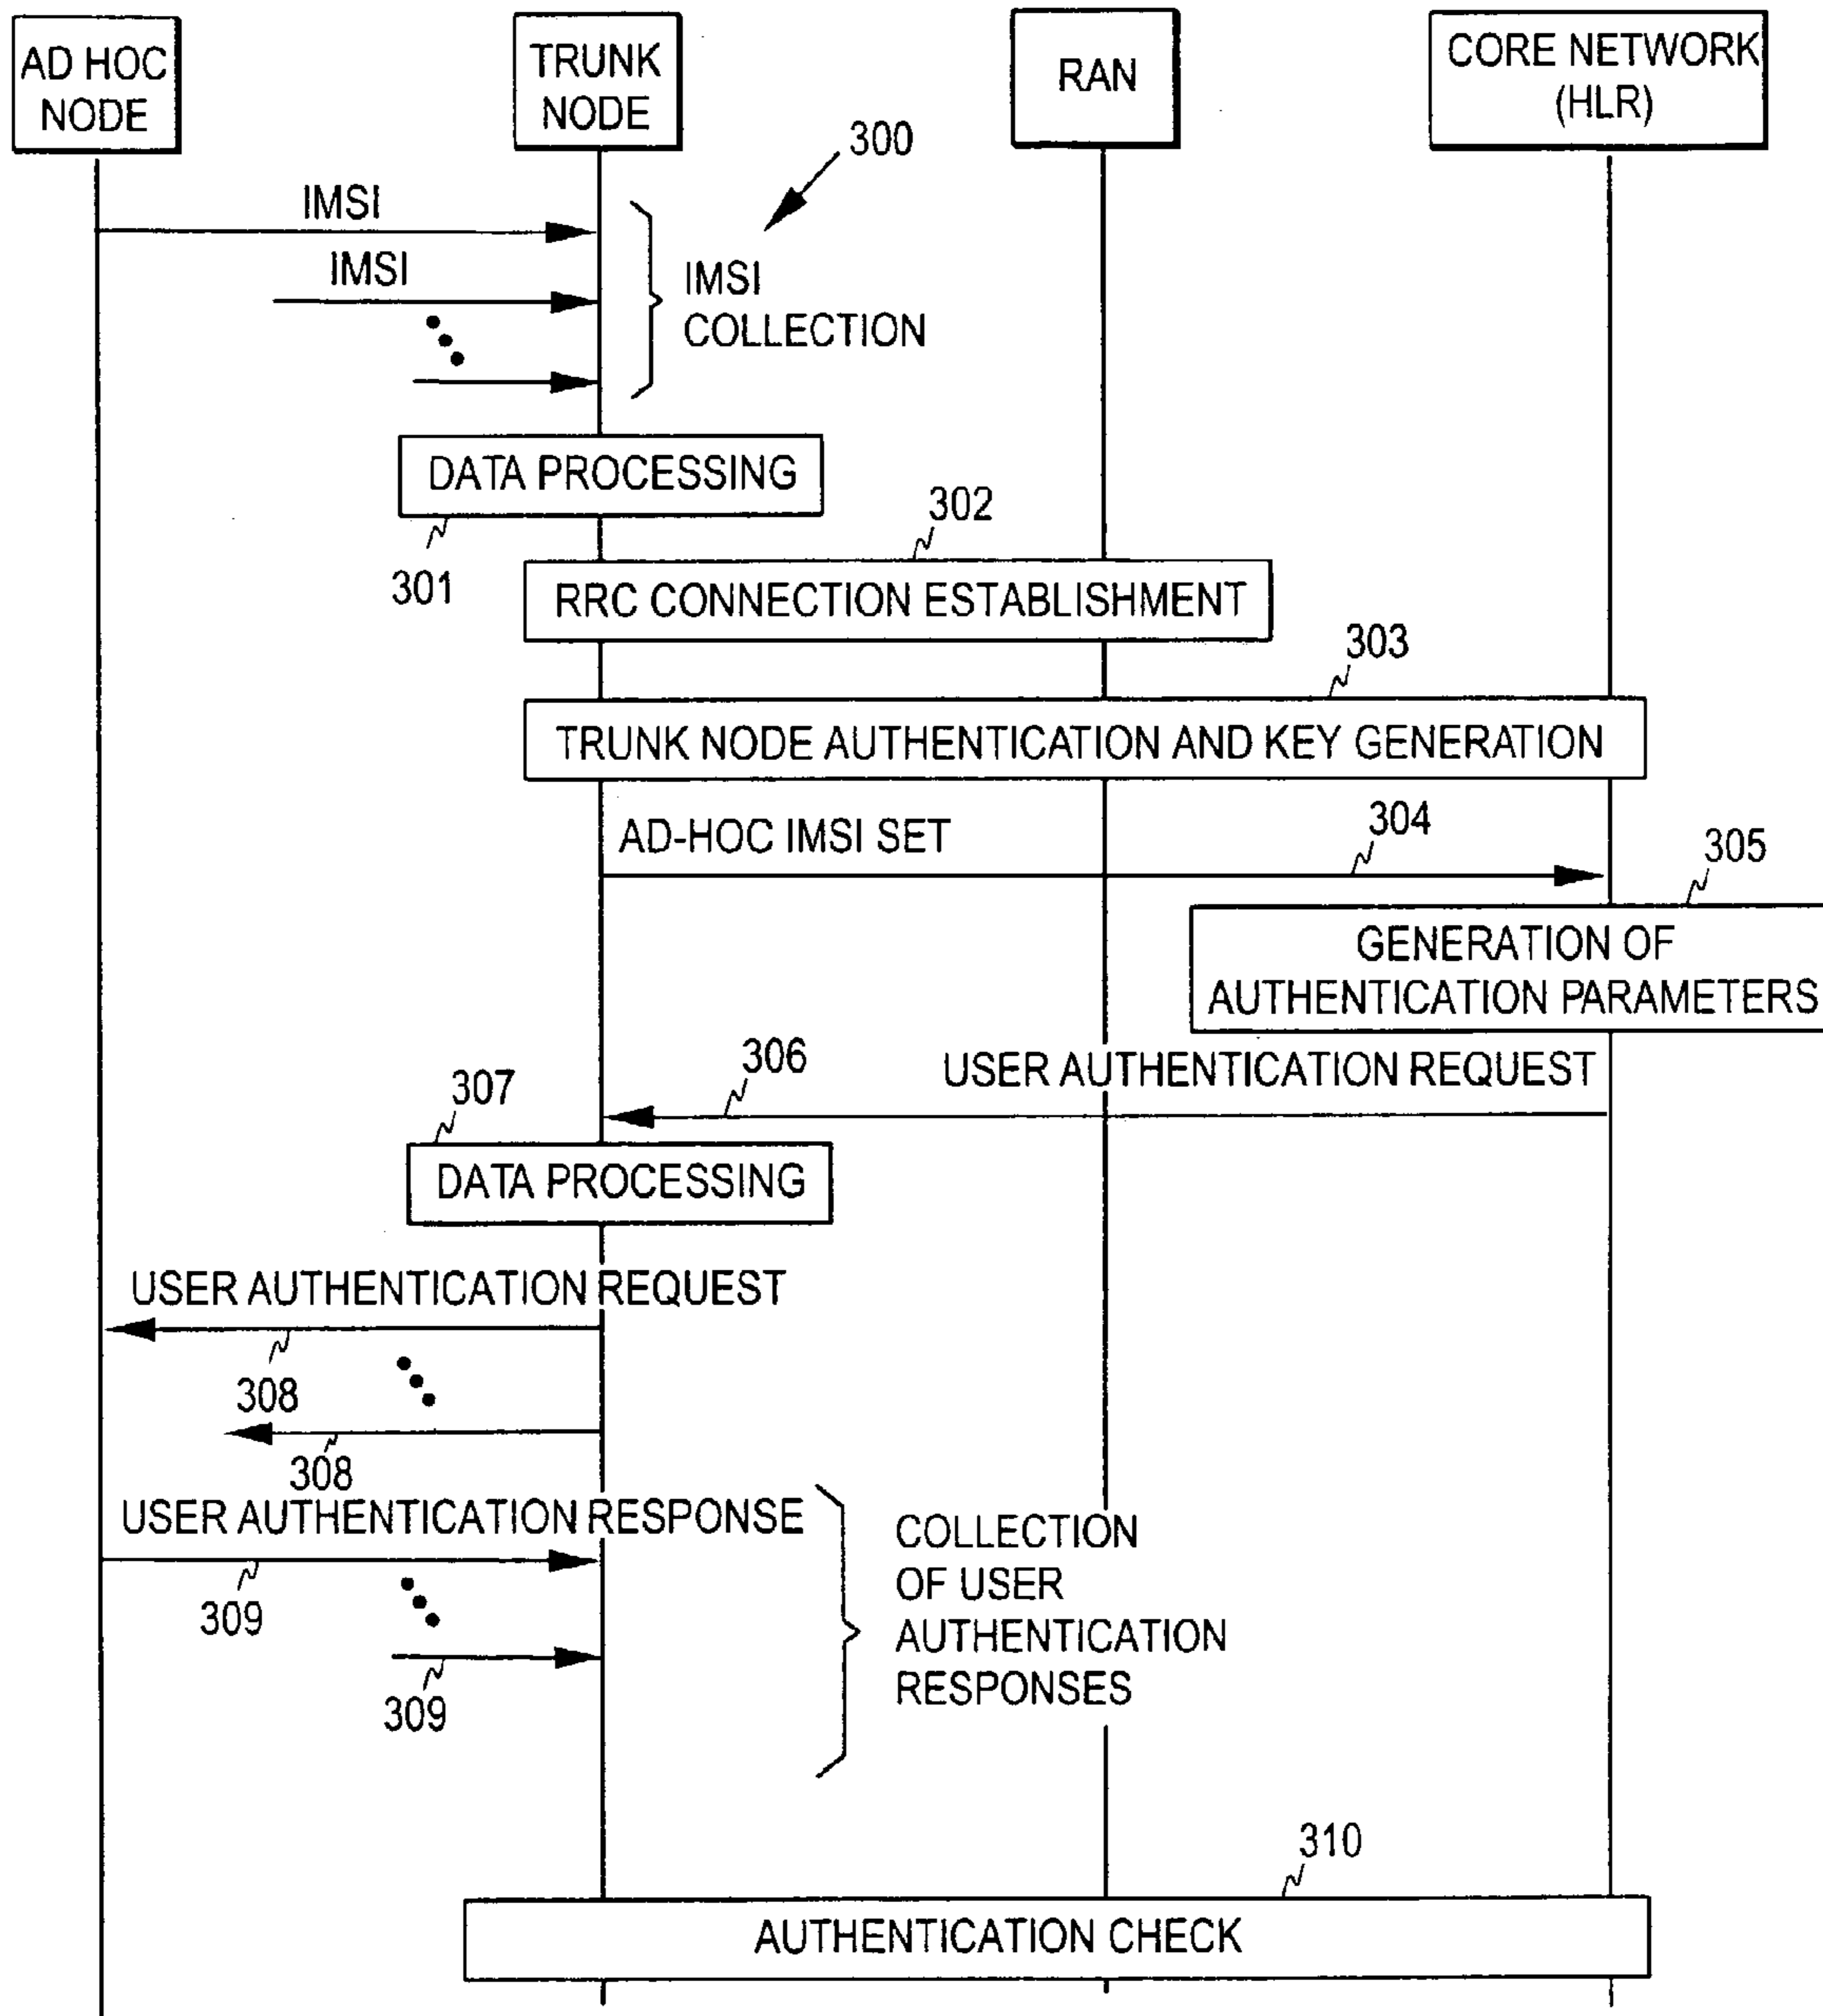 AD HOC
NODE
TRUNK
NODE
RAN
CORE NETWORK
(HLR)
300
IMSI
IMSI
IMSI
COLLECTION
DATA PROCESSING
301
302
RRC CONNECTION ESTABLISHMENT
303
TRUNK NODE AUTHENTICATION AND KEY GENERATION
AD-HOC IMSI SET
304
305
GENERATION OF
AUTHENTICATION PARAMETERS
306
USER AUTHENTICATION REQUEST
307
DATA PROCESSING
USER AUTHENTICATION REQUEST
308
308
USER AUTHENTICATION RESPONSE
309
309
COLLECTION
OF USER
AUTHENTICATION
RESPONSES
310
AUTHENTICATION CHECK